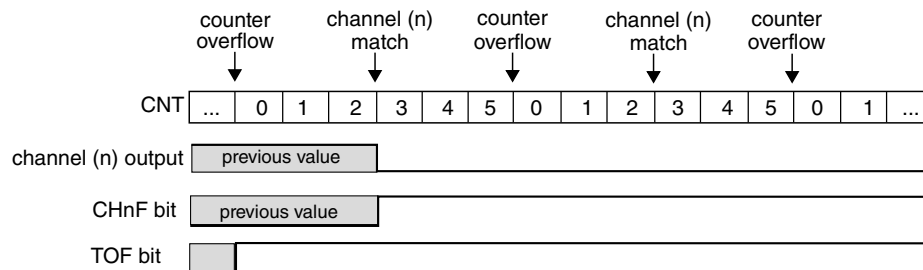 counter overflow
channel (n) match
counter overflow
channel (n) match
counter overflow
CNT ... 0 1 2 3 4 5 0 1 2 3 4 5 0 1 ...
channel (n) output previous value
CHnF bit previous value
TOF bit